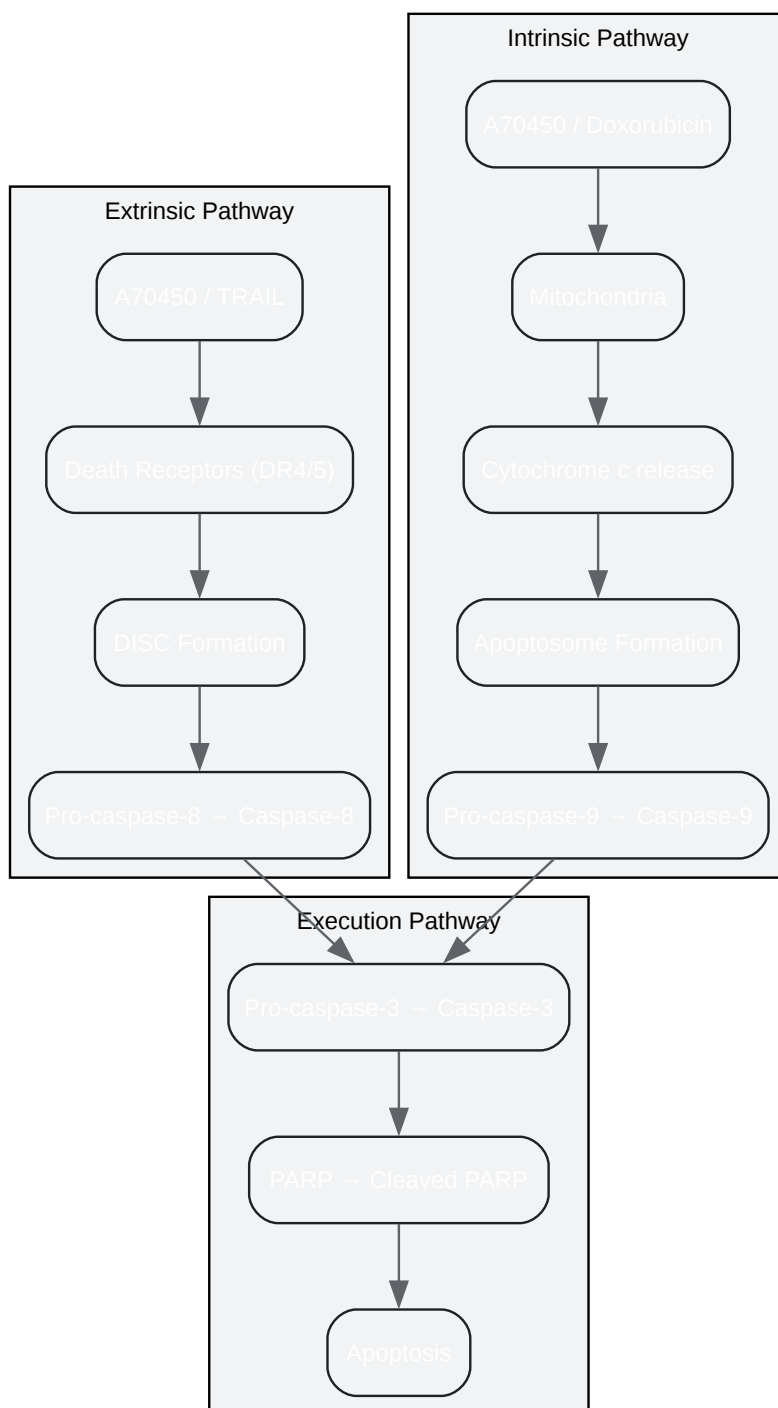 Intrinsic Pathway
A70450 / Doxorubicin
Mitochondria
Cytochrome c release
Apoptosome Formation
Pro-caspase-9 → Caspase-9
Extrinsic Pathway
A70450 / TRAIL
Death Receptors (DR4/5)
DISC Formation
Pro-caspase-8 → Caspase-8
Execution Pathway
Pro-caspase-3 → Caspase-3
PARP → Cleaved PARP
Apoptosis